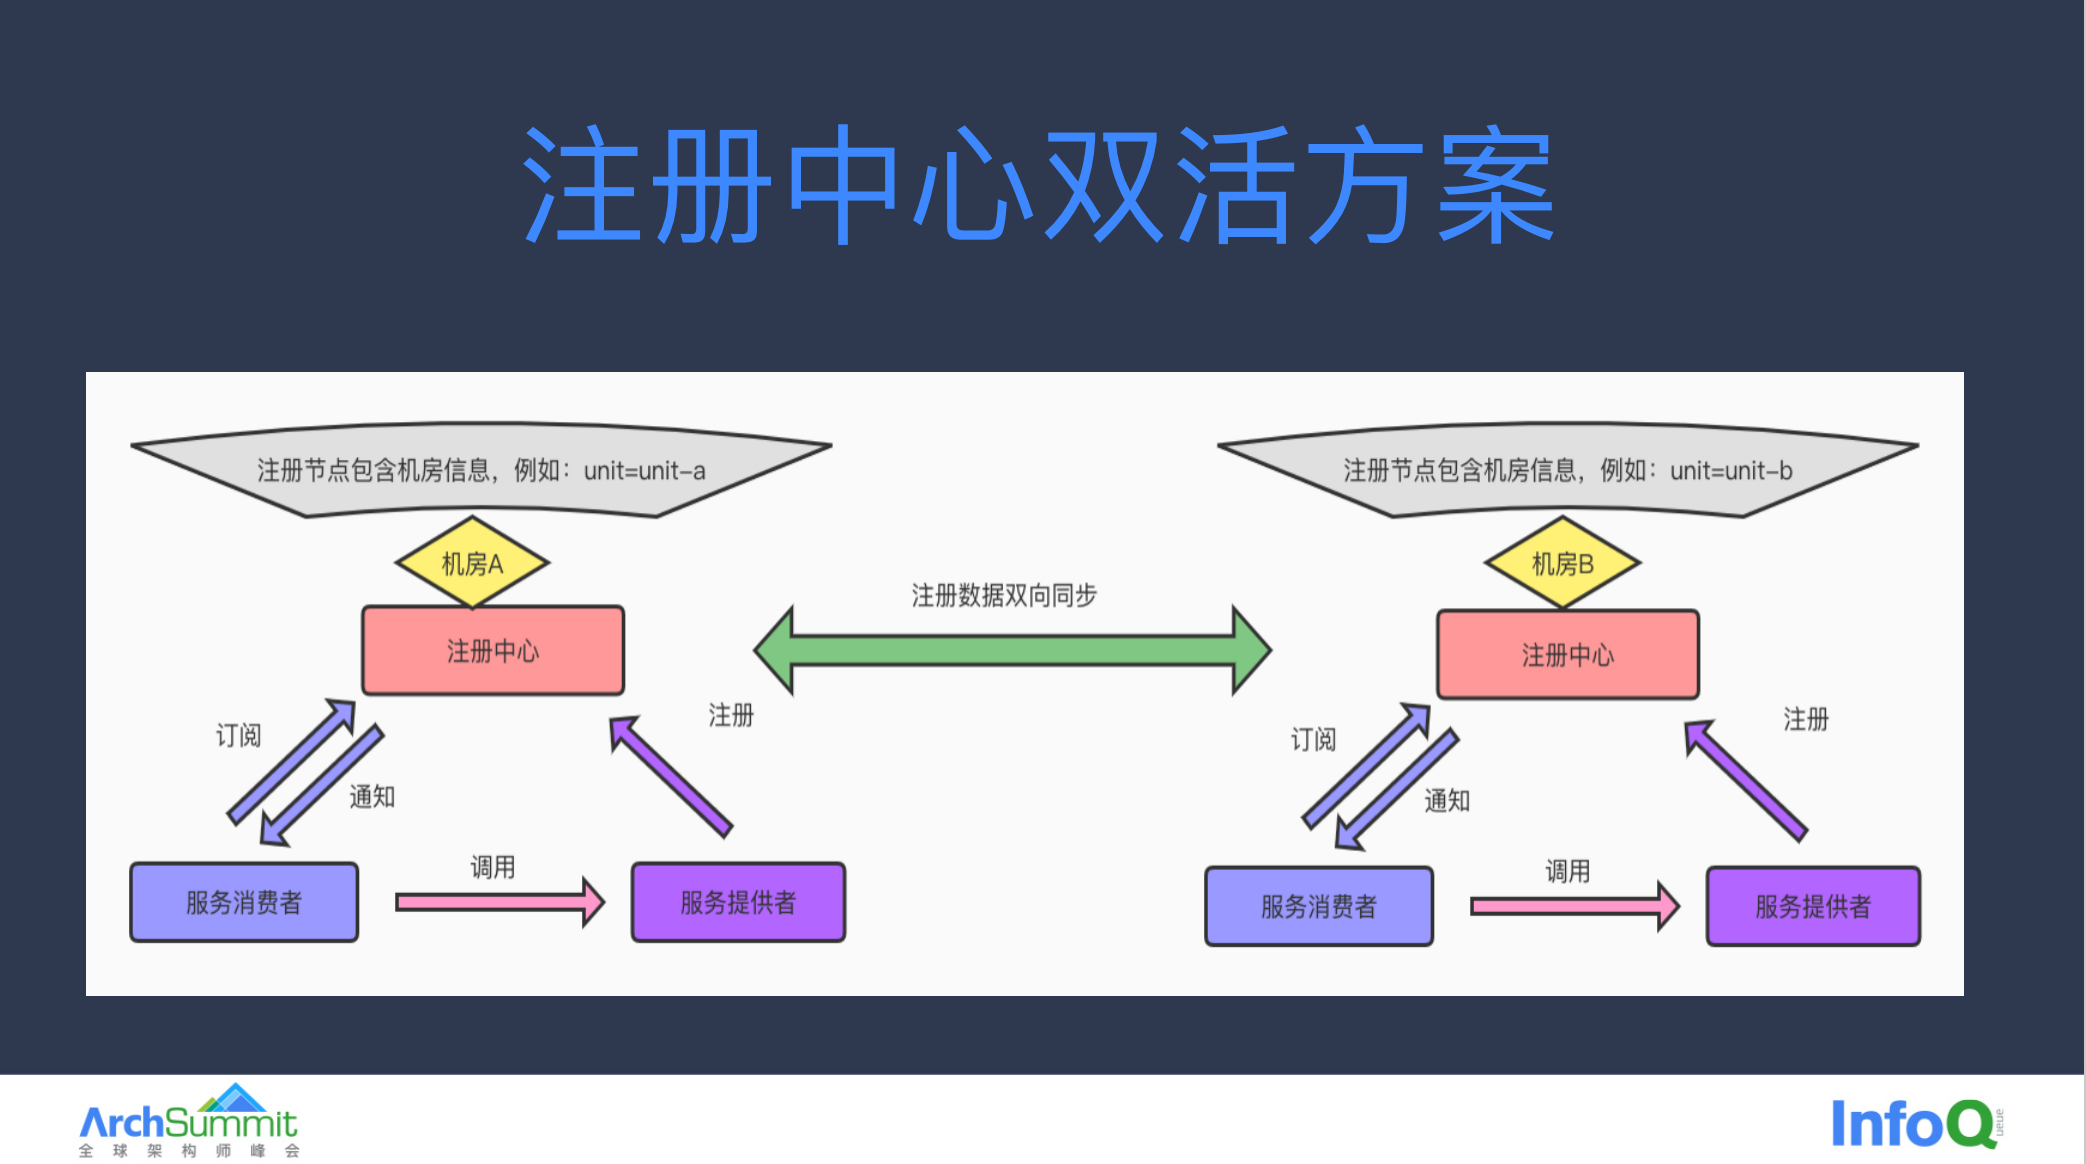 注册中心双活方案
注册节点包含机房信息，例如：unit=unit-a
注册节点包含机房信息，例如：unit=unit-b
机房A
机房B
注册数据双向同步
注册中心
注册中心
订阅
注册
订阅
注册
通知
通知
调用
调用
服务消费者
服务提供者
服务消费者
服务提供者
ArchSummit
全球架构师峰会
InfoQ
ueue